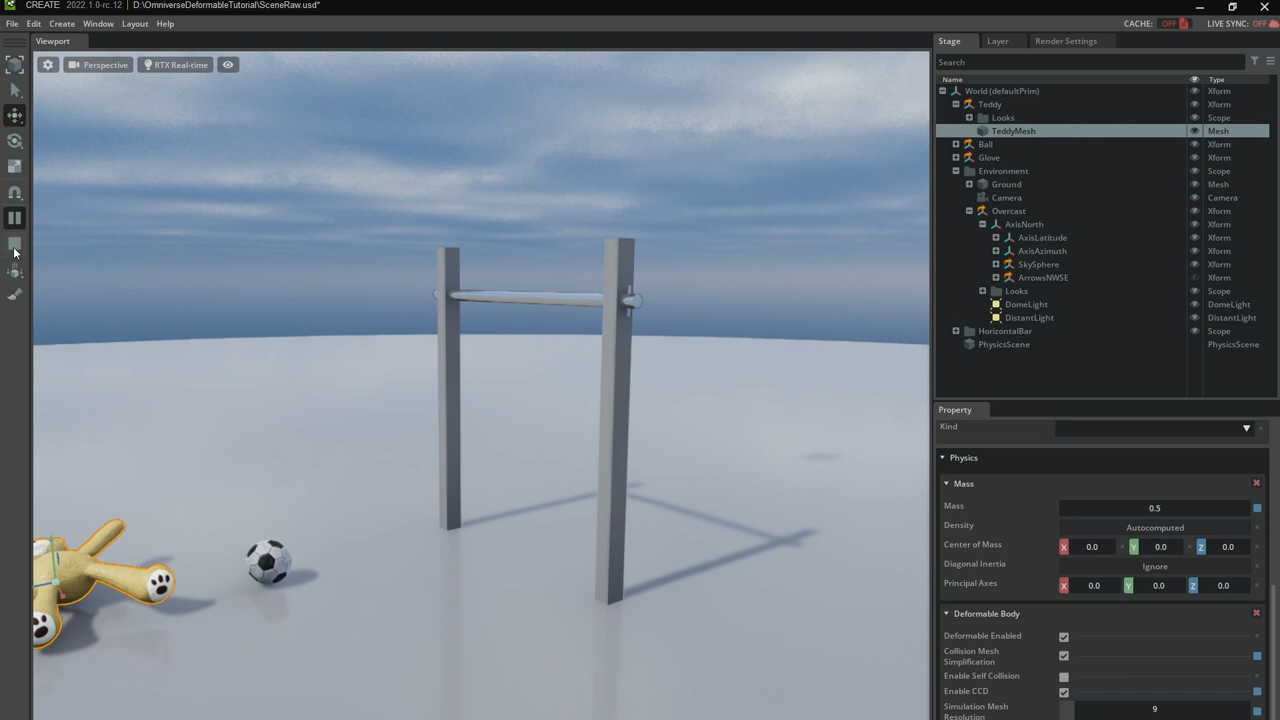 CREATE 2022.1.0-rc.12 D:\OmniverseDeformableTutorial\SceneRaw.usd*
File Edit Create Window Layout Help
CACHE: OFF LIVE SYNC: OFF
Viewport
Stage Layer Render Settings
Perspective RTX Real-time
Search
Name Type
World (defaultPrim) Xform
Teddy Xform
Looks Scope
TeddyMesh Mesh
Ball Xform
Glove Xform
Environment Scope
Ground Mesh
Camera Camera
Overcast Xform
AxisNorth Xform
AxisLatitude Xform
AxisAzimuth Xform
SkySphere Xform
ArrowsNWSE Xform
Looks Scope
DomeLight DomeLight
DistantLight DistantLight
HorizontalBar Scope
PhysicsScene PhysicsScene
Property
Kind
Physics
Mass
Mass 0.5
Density Autocomputed
Center of Mass X 0.0 Y 0.0 Z 0.0
Diagonal Inertia Ignore
Principal Axes X 0.0 Y 0.0 Z 0.0
Deformable Body
Deformable Enabled
Collision Mesh
Simplification
Enable Self Collision
Enable CCD
Simulation Mesh
Resolution 9